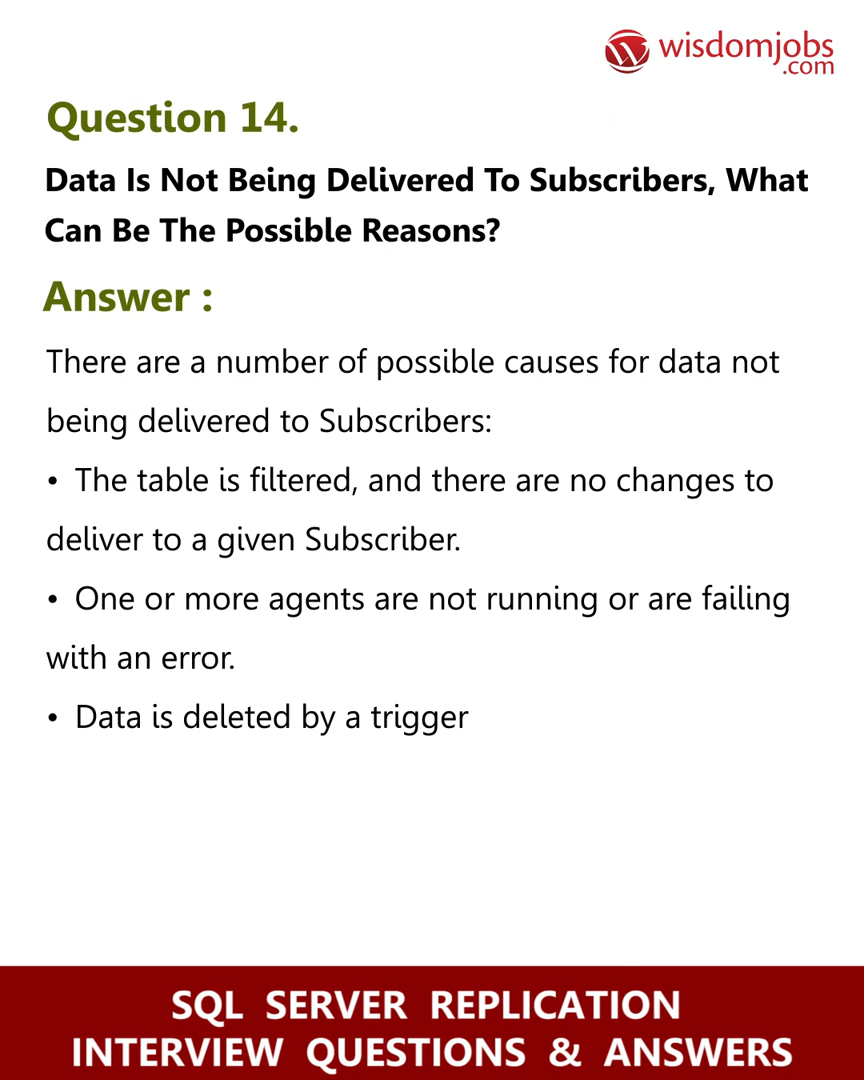 wisdomjobs
.com
Question 14.
Data Is Not Being Delivered To Subscribers, What
Can Be The Possible Reasons?
Answer :
There are a number of possible causes for data not
being delivered to Subscribers:
• The table is filtered, and there are no changes to
deliver to a given Subscriber.
• One or more agents are not running or are failing
with an error.
• Data is deleted by a trigger
SQL SERVER REPLICATION
INTERVIEW QUESTIONS & ANSWERS